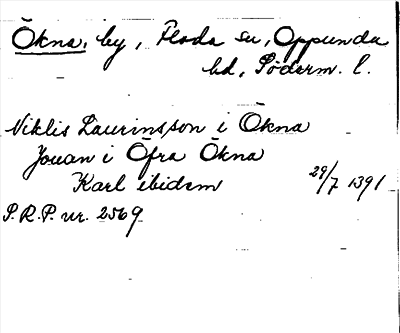 Ökna, by, Floda sn, Oppunda
hd, Söderm. l.
Niklis Laurinsson i Ökna
Jouan i Öfra Ökna
Karl ibidem 29/7 1391
P.R.P. nr. 2569